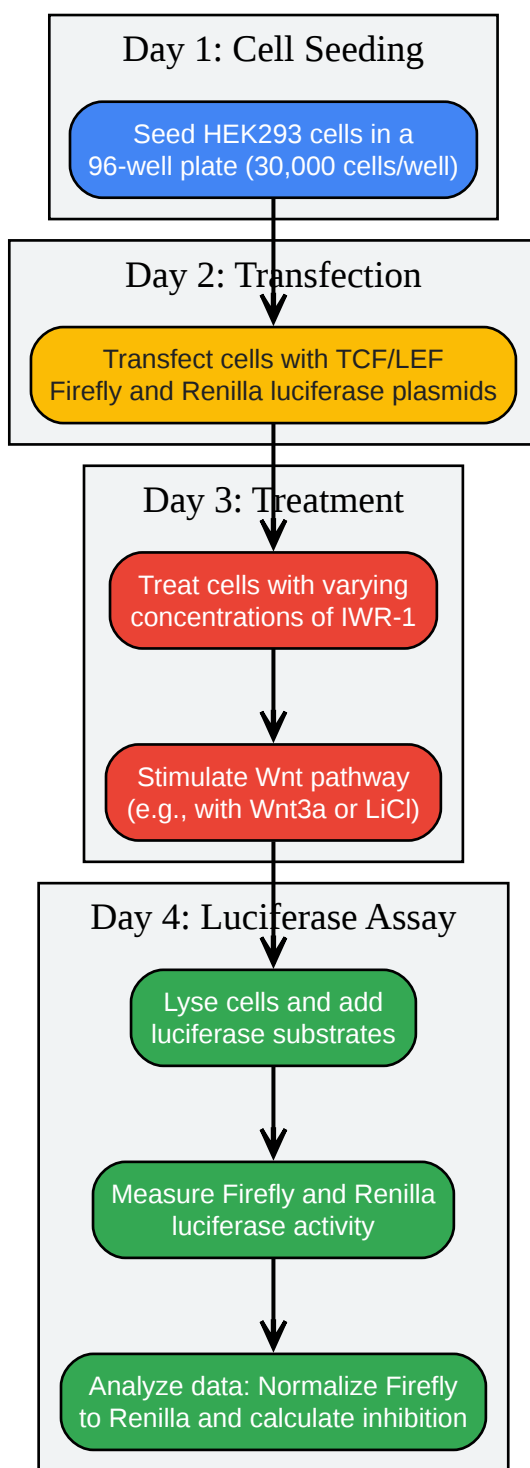 Day 1: Cell Seeding
Seed HEK293 cells in a
96-well plate (30,000 cells/well)
Day 2: Transfection
Transfect cells with TCF/LEF
Firefly and Renilla luciferase plasmids
Day 3: Treatment
Treat cells with varying
concentrations of IWR-1
Stimulate Wnt pathway
(e.g., with Wnt3a or LiCl)
Day 4: Luciferase Assay
Lyse cells and add
luciferase substrates
Measure Firefly and Renilla
luciferase activity
Analyze data: Normalize Firefly
to Renilla and calculate inhibition